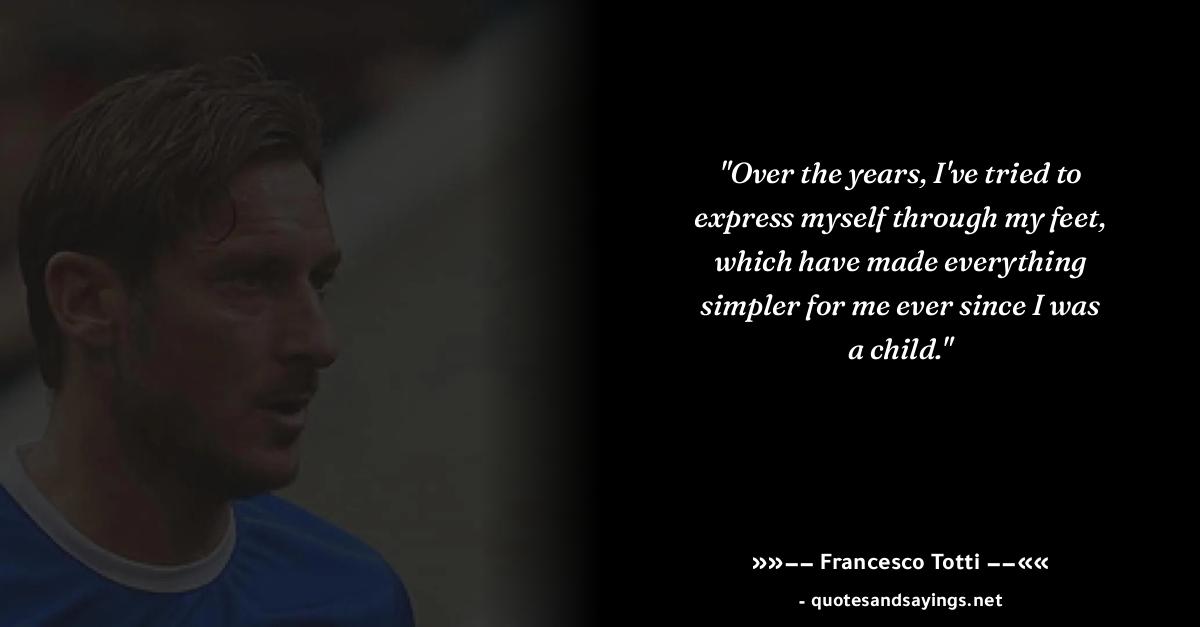 "Over the years, I've tried to
express myself through my feet,
which have made everything
simpler for me ever since I was
a child."
»»–– Francesco Totti ––««
- quotesandsayings.net